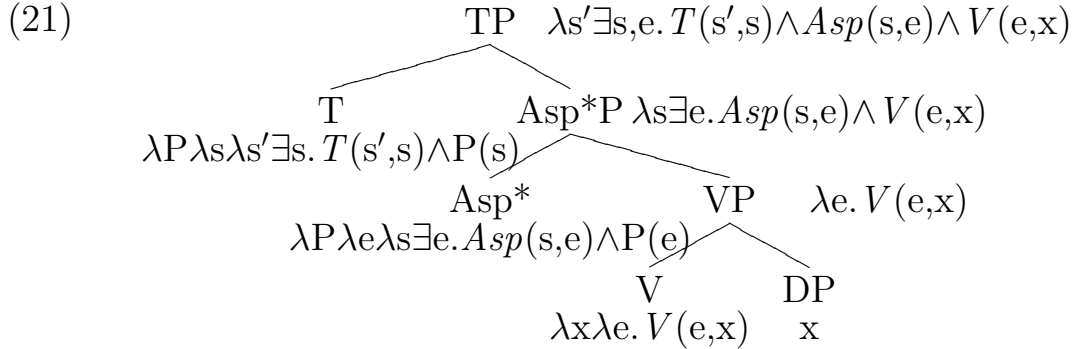 (21) TP λs′∃s,e. T(s′,s)∧Asp(s,e)∧ V(e,x)
T Asp*P λs∃e. Asp(s,e)∧ V(e,x)
λPλsλs′∃s. T(s′,s)∧P(s)
Asp* VP λe. V(e,x)
λPλeλs∃e. Asp(s,e)∧P(e)
V DP
λxλe. V(e,x) x